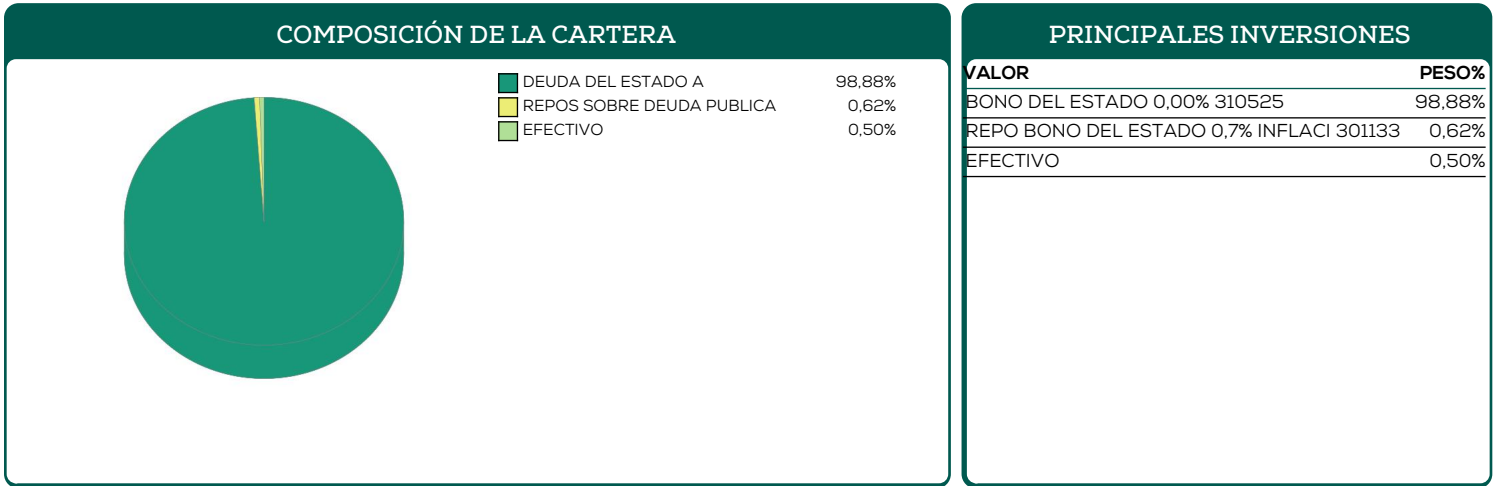 COMPOSICIÓN DE LA CARTERA
DEUDA DEL ESTADO A 98,88%
REPOS SOBRE DEUDA PUBLICA 0,62%
EFECTIVO 0,50%
PRINCIPALES INVERSIONES
VALOR PESO%
BONO DEL ESTADO 0,00% 310525 98,88%
REPO BONO DEL ESTADO 0,7% INFLACI 301133 0,62%
EFECTIVO 0,50%